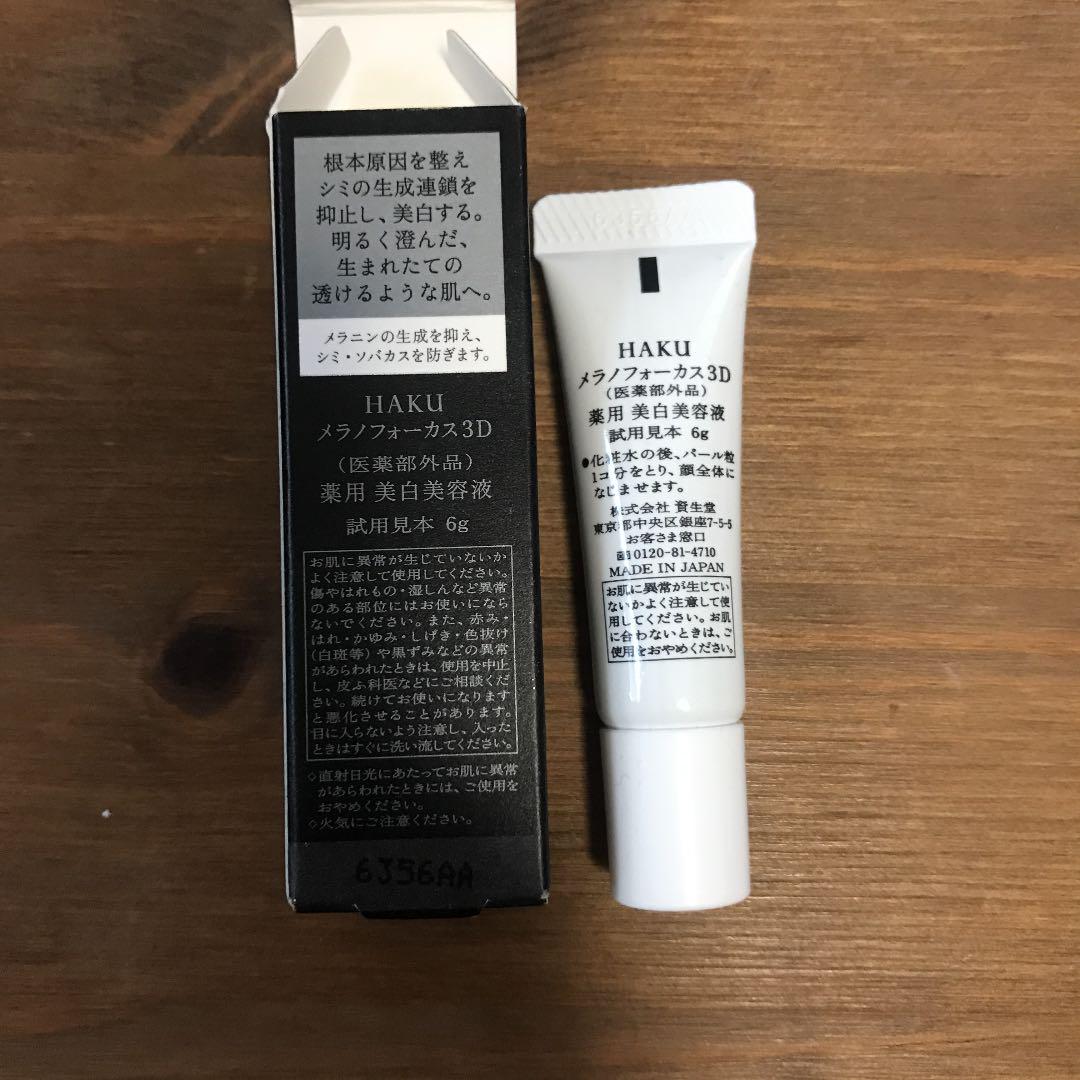 根本原因を整え
シミの生成連鎖を
抑止し、美白する。
明るく澄んだ、
生まれたての
透けるような肌へ。
メラニンの生成を抑え、
シミ・ソバカスを防ぎます。
HAKU
メラノフォーカス3D
(医薬部外品)
薬用 美白美容液
試用見本 6g
お肌に異常が生じていないか
よく注意して使用してください。
傷やはれもの・湿しんなど異常
のある部位にはお使いになら
ないでください。また、赤み・
はれ・かゆみ・しげき・色抜け
(白斑等)や黒ずみなどの異常
があらわれたときは、使用を中止
し、皮ふ科医などにご相談くだ
さい。続けてお使いになります
と悪化させることがあります。
目に入らないよう注意し、入った
ときはすぐに洗い流してください。
◇直射日光にあたってお肌に異常
があらわれたときには、ご使用を
おやめください。
◇火気にご注意ください。
6J56AA
HAKU
メラノフォーカス3D
(医薬部外品)
薬用 美白美容液
試用見本 6g
●化粧水の後、パール粒
1コ分をとり、顔全体に
なじませます。
株式会社 資生堂
東京都中央区銀座7-5-5
お客さま窓口
0120-81-4710
MADE IN JAPAN
お肌に異常が生じてい
ないかよく注意して使
用してください。お肌
に合わないときは、ご
使用をおやめください。